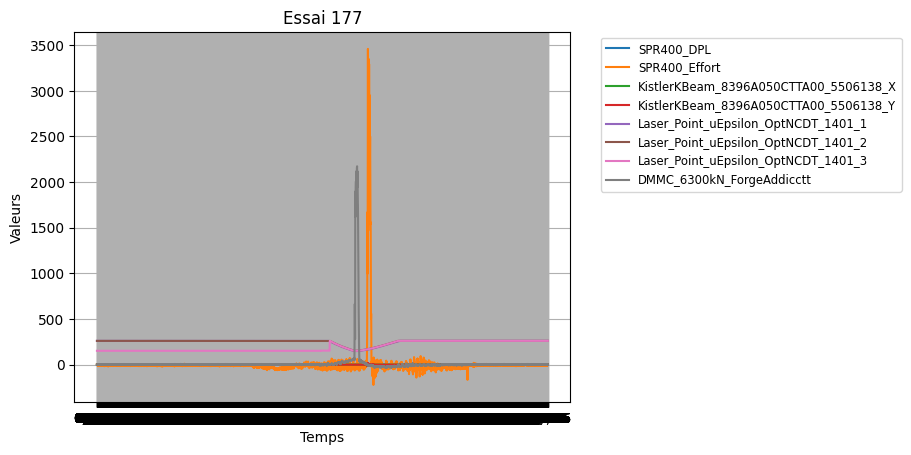 Essai 177
3500
3000
2500
2000
1500
1000
500
0
Valeurs
Temps
SPR400_DPL
SPR400_Effort
KistlerKBeam_8396A050CTTA00_5506138_X
KistlerKBeam_8396A050CTTA00_5506138_Y
Laser_Point_uEpsilon_OptNCDT_1401_1
Laser_Point_uEpsilon_OptNCDT_1401_2
Laser_Point_uEpsilon_OptNCDT_1401_3
DMMC_6300kN_ForgeAddicctt